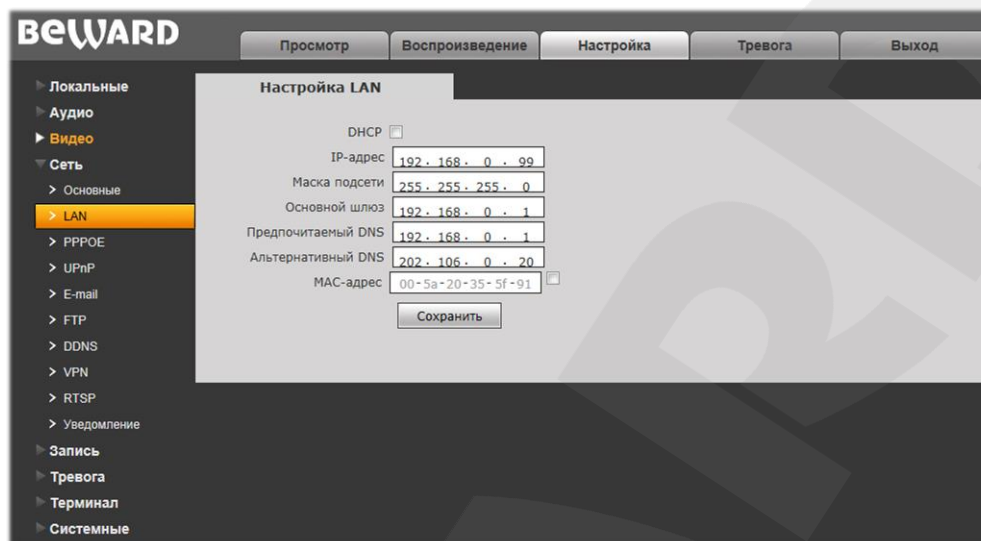 BEWARD
Просмотр Воспроизведение Настройка Тревога Выход
Локальные
Аудио
Видео
Сеть
> Основные
> LAN
> PPPOE
> UPnP
> E-mail
> FTP
> DDNS
> VPN
> RTSP
> Уведомление
Запись
Тревога
Терминал
Системные
Настройка LAN
DHCP
IP-адрес 192. 168. 0 . 99
Маска подсети 255. 255. 255. 0
Основной шлюз 192. 168. 0 . 1
Предпочитаемый DNS 192. 168. 0 . 1
Альтернативный DNS 202. 106. 0 . 20
MAC-адрес 00-5a-20-35-5f-91
Сохранить